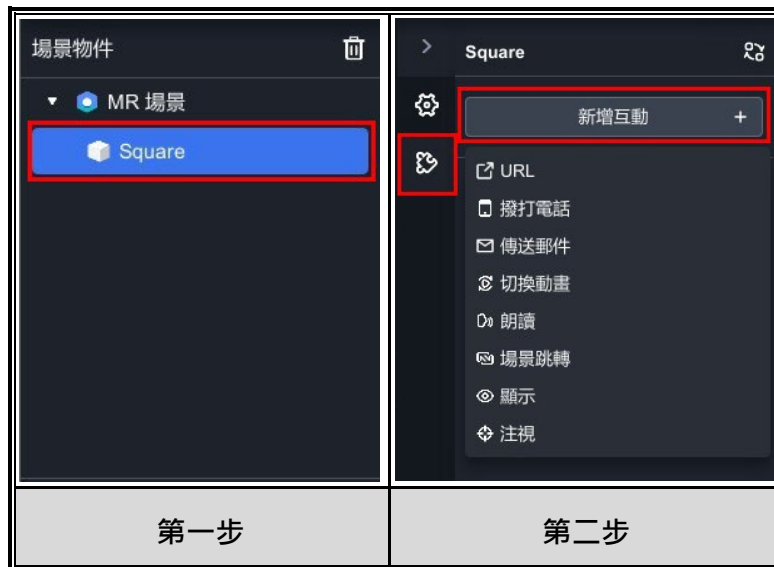 場景物件
MR 場景
Square
Square
新增互動 +
URL
撥打電話
傳送郵件
切換動畫
朗讀
場景跳轉
顯示
注視
第一步
第二步